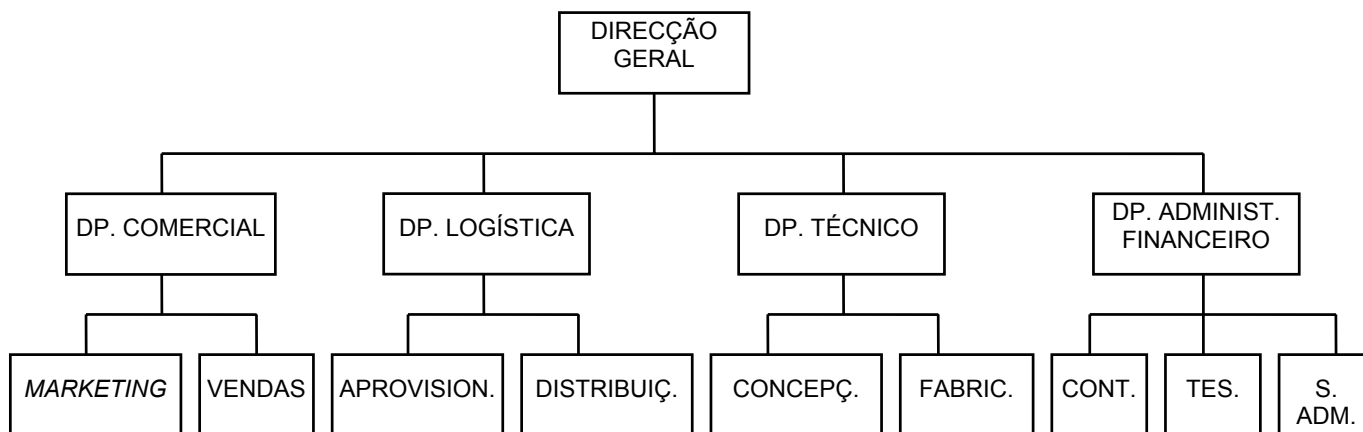 DIRECÇÃO
GERAL
DP. COMERCIAL
DP. LOGÍSTICA
DP. TÉCNICO
DP. ADMINIST.
FINANCEIRO
MARKETING
VENDAS
APROVISION.
DISTRIBUIÇ.
CONCEPÇ.
FABRIC.
CONT.
TES.
S.
ADM.